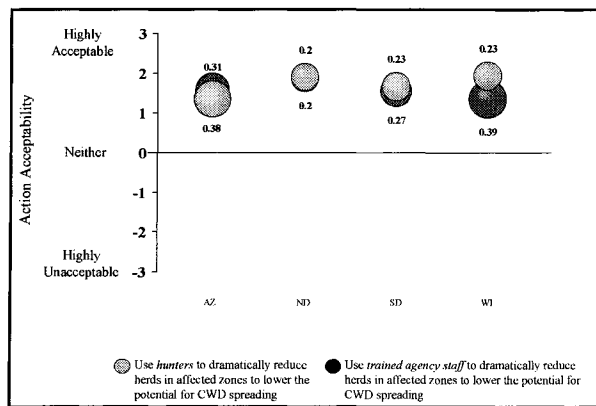 Highly
Acceptable
3
2
1
Neither
0
-1
-2
Highly
Unacceptable
-3
Action Acceptability
0.31
0.38
0.2
0.2
0.23
0.27
0.23
0.39
AZ
ND
SD
WI
Use hunters to dramatically reduce
herds in affected zones to lower the
potential for CWD spreading
Use trained agency staff to dramatically reduce
herds in affected zones to lower the potential for
CWD spreading